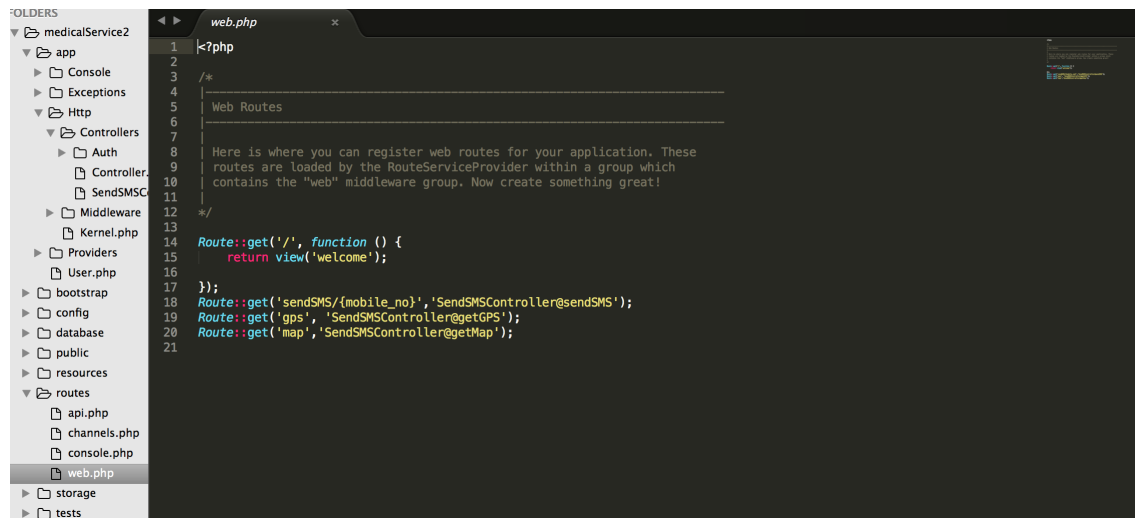 FOLDERS
medicalService2
app
Console
Exceptions
Http
Controllers
Auth
Controller.
SendSMSC
Middleware
Kernel.php
Providers
User.php
bootstrap
config
database
public
resources
routes
api.php
channels.php
console.php
web.php
storage
tests
web.php ×
1 <?php
2
3 /*
4 |--------------------------------------------------------------------------
5 | Web Routes
6 |--------------------------------------------------------------------------
7 |
8 | Here is where you can register web routes for your application. These
9 | routes are loaded by the RouteServiceProvider within a group which
10 | contains the "web" middleware group. Now create something great!
11 |
12 */
13
14 Route::get('/', function () {
15     return view('welcome');
16
17 });
18 Route::get('sendSMS/{mobile_no}','SendSMSController@sendSMS');
19 Route::get('gps', 'SendSMSController@getGPS');
20 Route::get('map','SendSMSController@getMap');
21